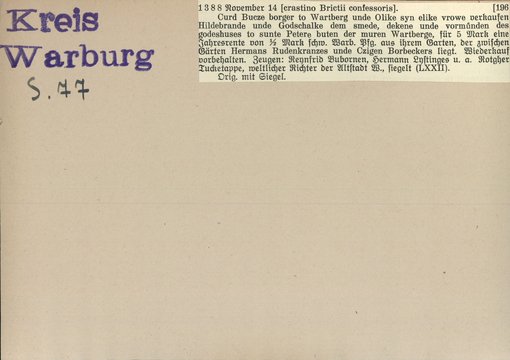 Kreis
Warburg
S. 77
1388 November 14 [crastino Brictii confessoris]. [196
Curd Bucze borger to Wartberg unde Olike syn elike vrowe verkaufen
Hildebrande unde Godschalke dem smede, dekene unde vormünden des
godeshuses to sunte Petere buten der muren Wartberge, für 5 Mark eine
Jahresrente von ½ Mark schw. Warb. Pfg. aus ihrem Garten, der zwischen
Gärten Hermans Rudenkranzes unde Czigen Borbeckers liegt. Wiederkauf
vorbehalten. Zeugen: Reynfrid Bubornen, Hermann Lystinges u. a. Rotgher
Tucketappe, weltlicher Richter der Altstadt W., siegelt (LXXII).
Orig. mit Siegel.